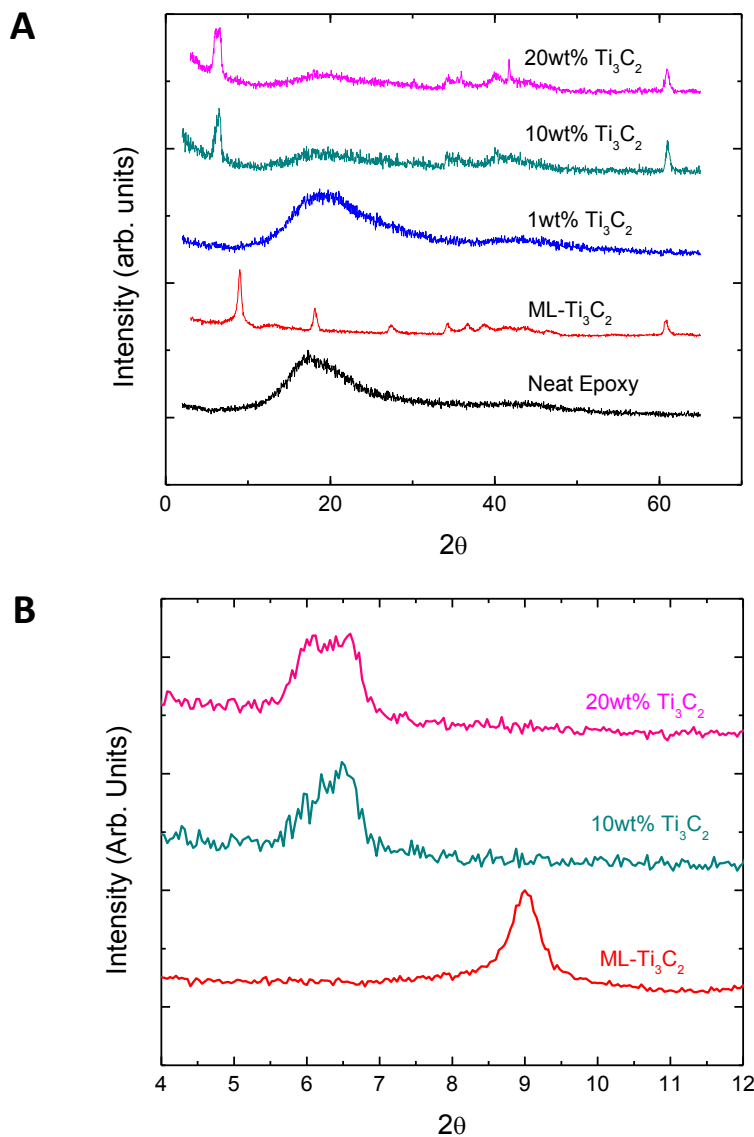 A
20wt% Ti₃C₂
10wt% Ti₃C₂
1wt% Ti₃C₂
ML-Ti₃C₂
Neat Epoxy
Intensity (arb. units)
0 20 40 60
2θ
B
20wt% Ti₃C₂
10wt% Ti₃C₂
ML-Ti₃C₂
Intensity (Arb. Units)
4 5 6 7 8 9 10 11 12
2θ